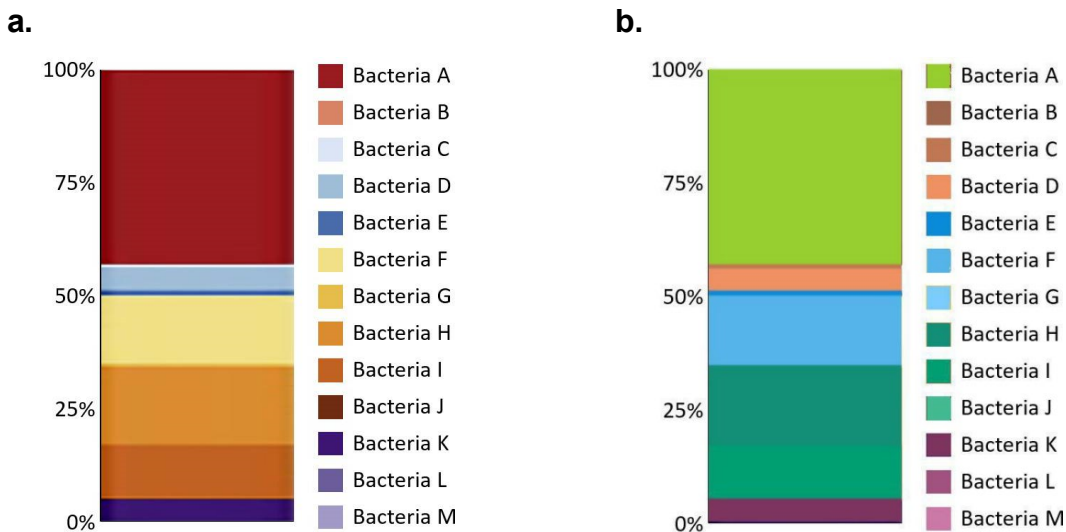 a.
100%
75%
50%
25%
0%
Bacteria A
Bacteria B
Bacteria C
Bacteria D
Bacteria E
Bacteria F
Bacteria G
Bacteria H
Bacteria I
Bacteria J
Bacteria K
Bacteria L
Bacteria M
b.
100%
75%
50%
25%
0%
Bacteria A
Bacteria B
Bacteria C
Bacteria D
Bacteria E
Bacteria F
Bacteria G
Bacteria H
Bacteria I
Bacteria J
Bacteria K
Bacteria L
Bacteria M